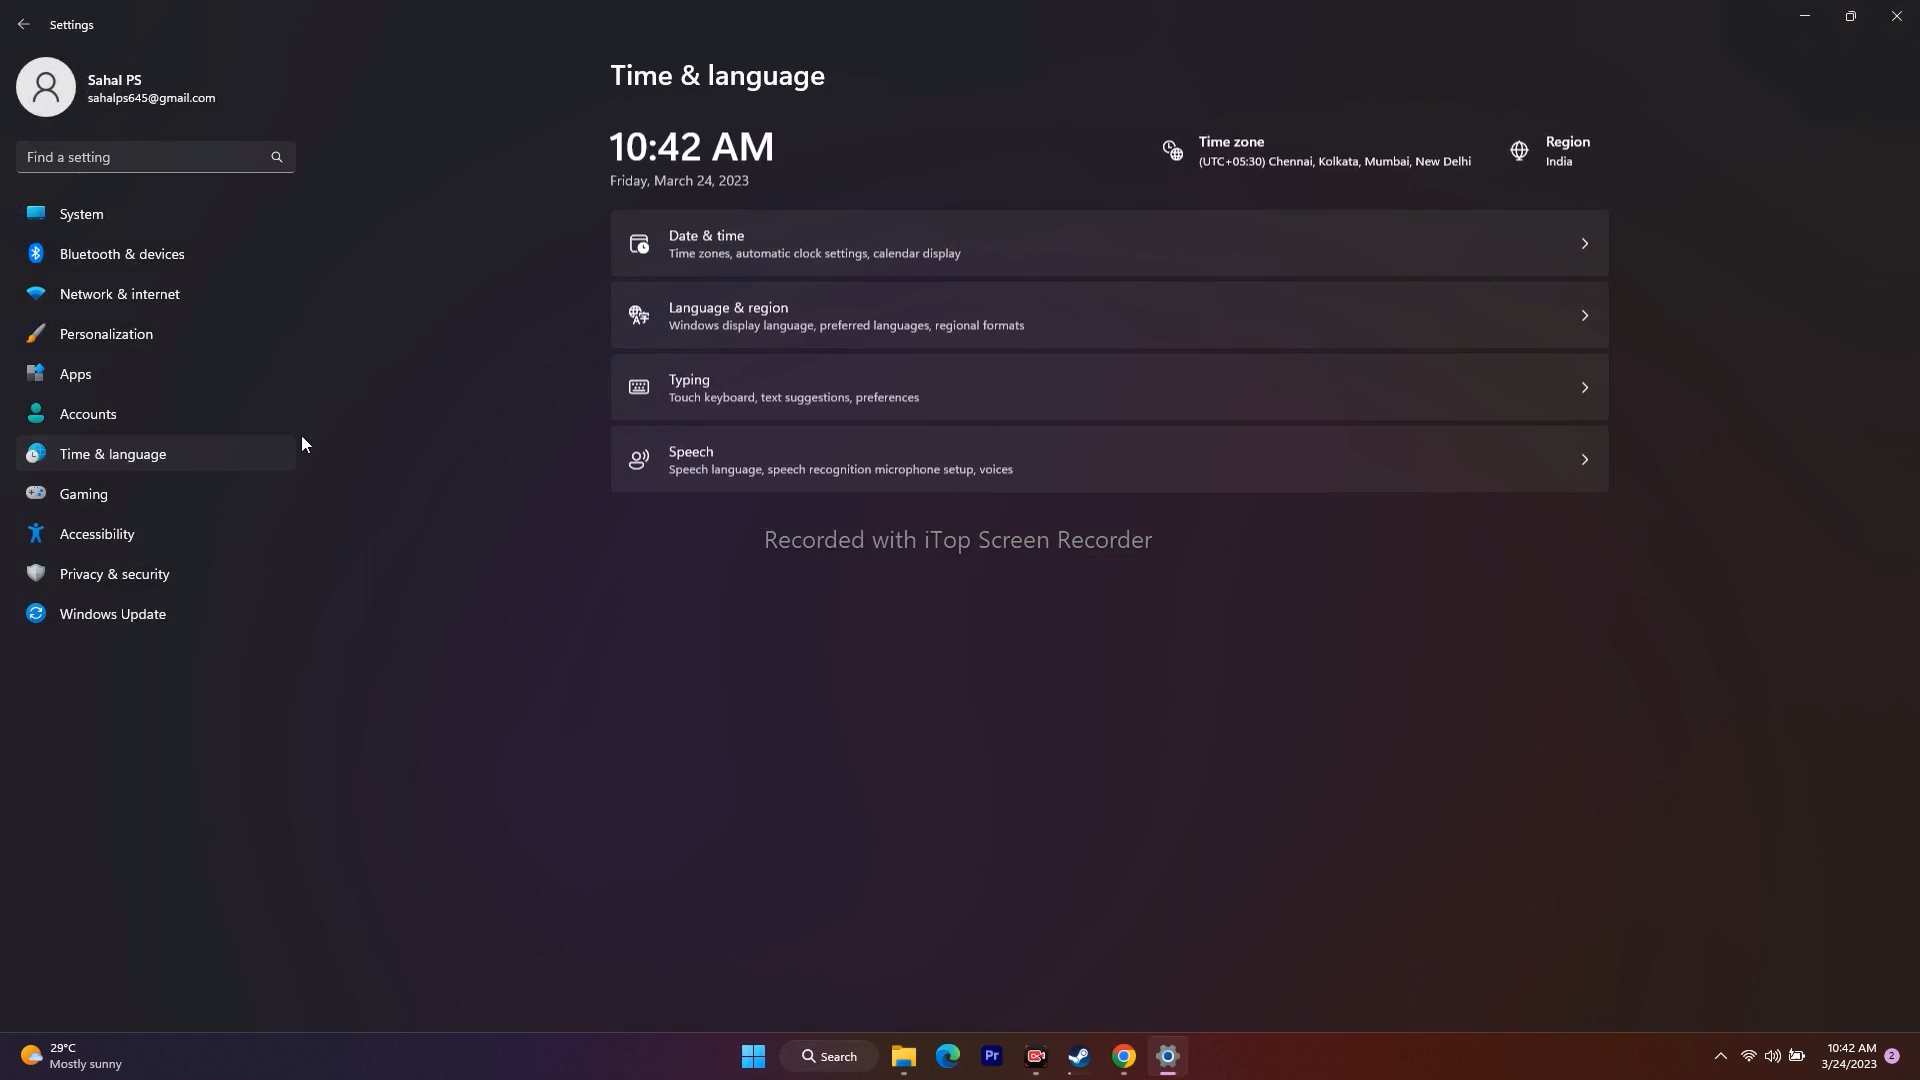 Settings
Sahal PS
sahalps645@gmail.com
Find a setting
System
Bluetooth & devices
Network & internet
Personalization
Apps
Accounts
Time & language
Gaming
Accessibility
Privacy & security
Windows Update
Time & language
10:42 AM
Friday, March 24, 2023
Time zone
(UTC+05:30) Chennai, Kolkata, Mumbai, New Delhi
Region
India
Date & time
Time zones, automatic clock settings, calendar display
Language & region
Windows display language, preferred languages, regional formats
Typing
Touch keyboard, text suggestions, preferences
Speech
Speech language, speech recognition microphone setup, voices
Recorded with iTop Screen Recorder
29°C
Mostly sunny
Search
Pr
10:42 AM
3/24/2023
2